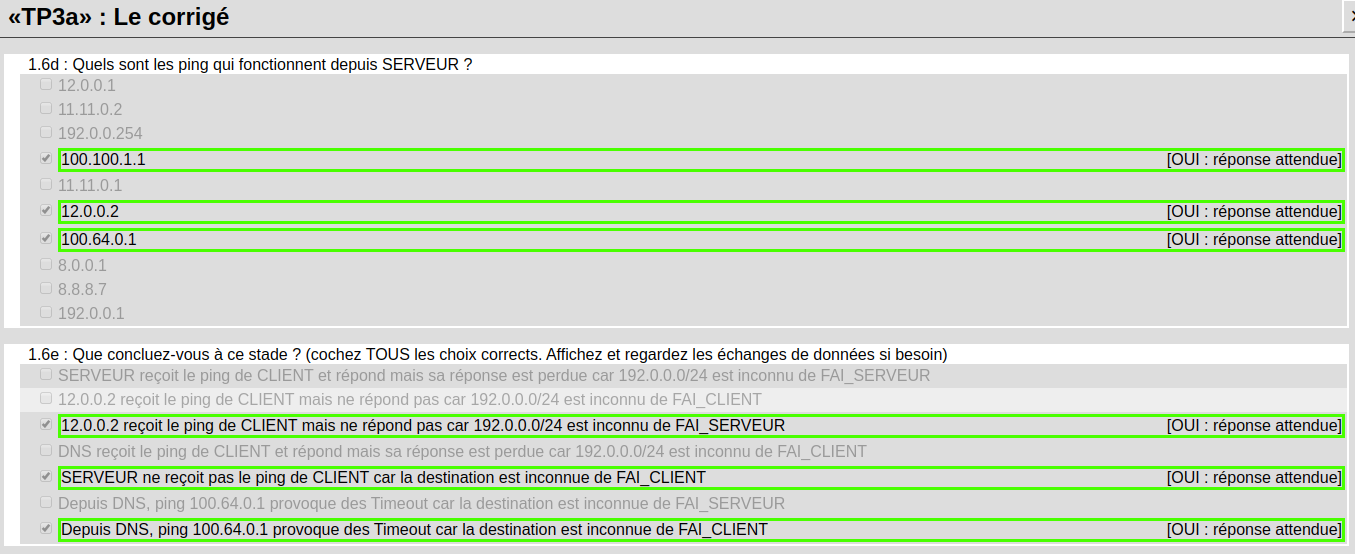 «TP3a» : Le corrigé
1.6d : Quels sont les ping qui fonctionnent depuis SERVEUR ?
12.0.0.1
11.11.0.2
192.0.0.254
100.100.1.1 [OUI : réponse attendue]
11.11.0.1
12.0.0.2 [OUI : réponse attendue]
100.64.0.1 [OUI : réponse attendue]
8.0.0.1
8.8.8.7
192.0.0.1
1.6e : Que concluez-vous à ce stade ? (cochez TOUS les choix corrects. Affichez et regardez les échanges de données si besoin)
SERVEUR reçoit le ping de CLIENT et répond mais sa réponse est perdue car 192.0.0.0/24 est inconnu de FAI_SERVEUR
12.0.0.2 reçoit le ping de CLIENT mais ne répond pas car 192.0.0.0/24 est inconnu de FAI_CLIENT
12.0.0.2 reçoit le ping de CLIENT mais ne répond pas car 192.0.0.0/24 est inconnu de FAI_SERVEUR [OUI : réponse attendue]
DNS reçoit le ping de CLIENT et répond mais sa réponse est perdue car 192.0.0.0/24 est inconnu de FAI_CLIENT
SERVEUR ne reçoit pas le ping de CLIENT car la destination est inconnue de FAI_CLIENT [OUI : réponse attendue]
Depuis DNS, ping 100.64.0.1 provoque des Timeout car la destination est inconnue de FAI_SERVEUR
Depuis DNS, ping 100.64.0.1 provoque des Timeout car la destination est inconnue de FAI_CLIENT [OUI : réponse attendue]